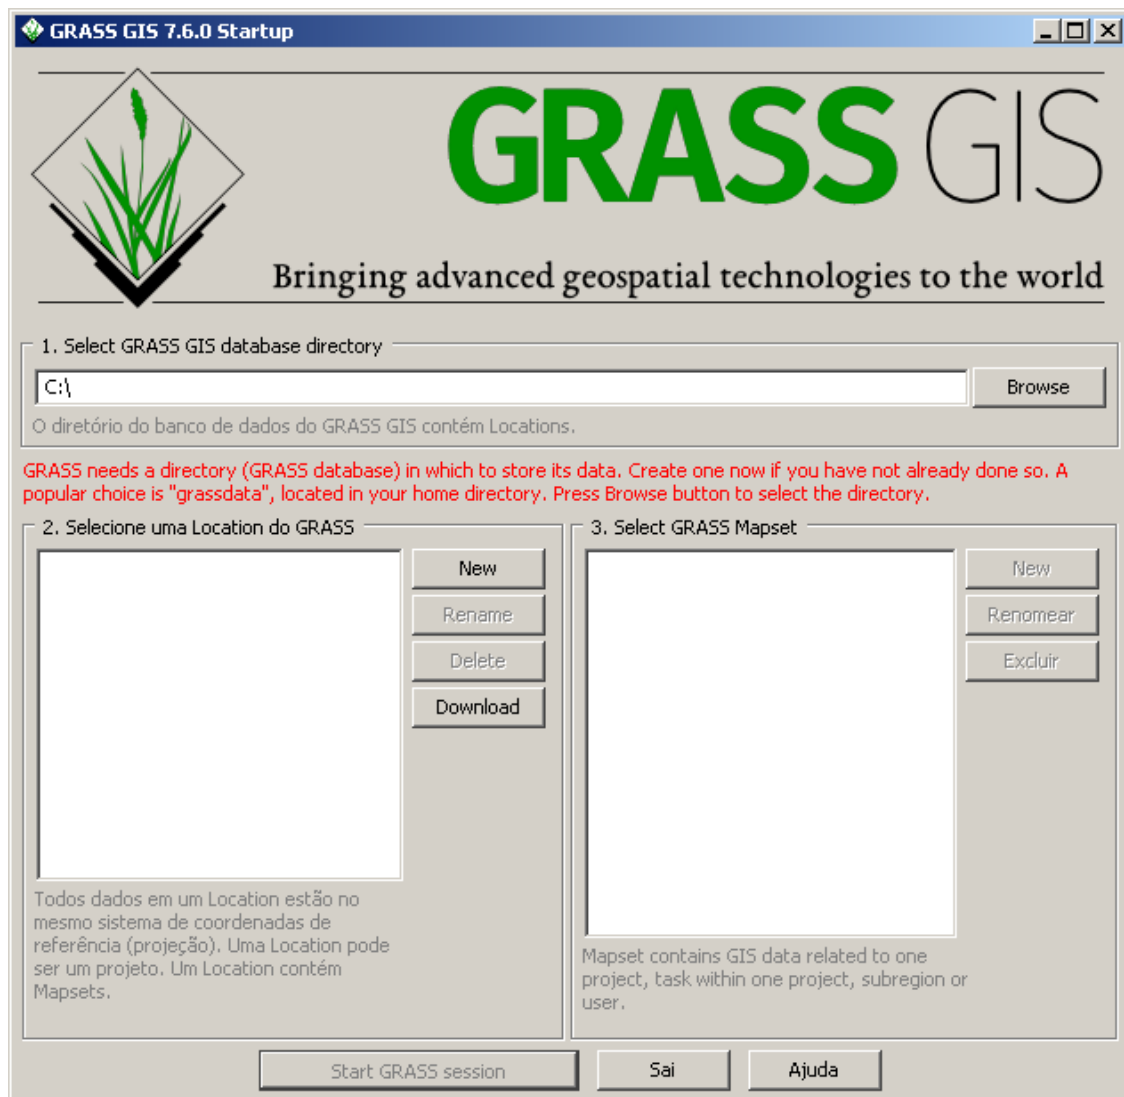 GRASS GIS 7.6.0 Startup
GRASS GIS
Bringing advanced geospatial technologies to the world
1. Select GRASS GIS database directory
C:\
Browse
O diretório do banco de dados do GRASS GIS contém Locations.
GRASS needs a directory (GRASS database) in which to store its data. Create one now if you have not already done so. A
popular choice is "grassdata", located in your home directory. Press Browse button to select the directory.
2. Selecione uma Location do GRASS
New
Rename
Delete
Download
Todos dados em um Location estão no
mesmo sistema de coordenadas de
referência (projeção). Uma Location pode
ser um projeto. Um Location contém
Mapsets.
3. Select GRASS Mapset
New
Renomear
Excluir
Mapset contains GIS data related to one
project, task within one project, subregion or
user.
Start GRASS session
Sai
Ajuda